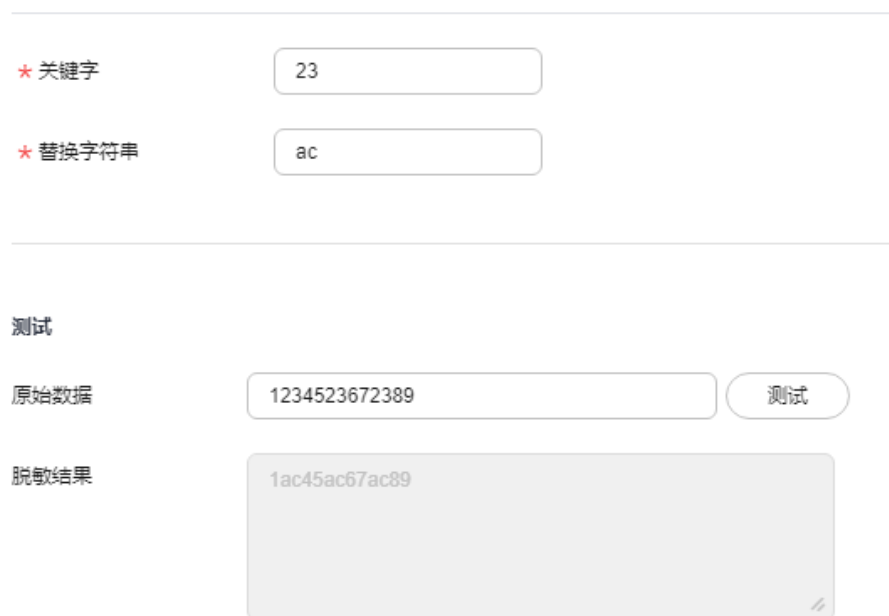 * 关键字 23
* 替换字符串 ac
测试
原始数据 1234523672389 测试
脱敏结果 1ac45ac67ac89